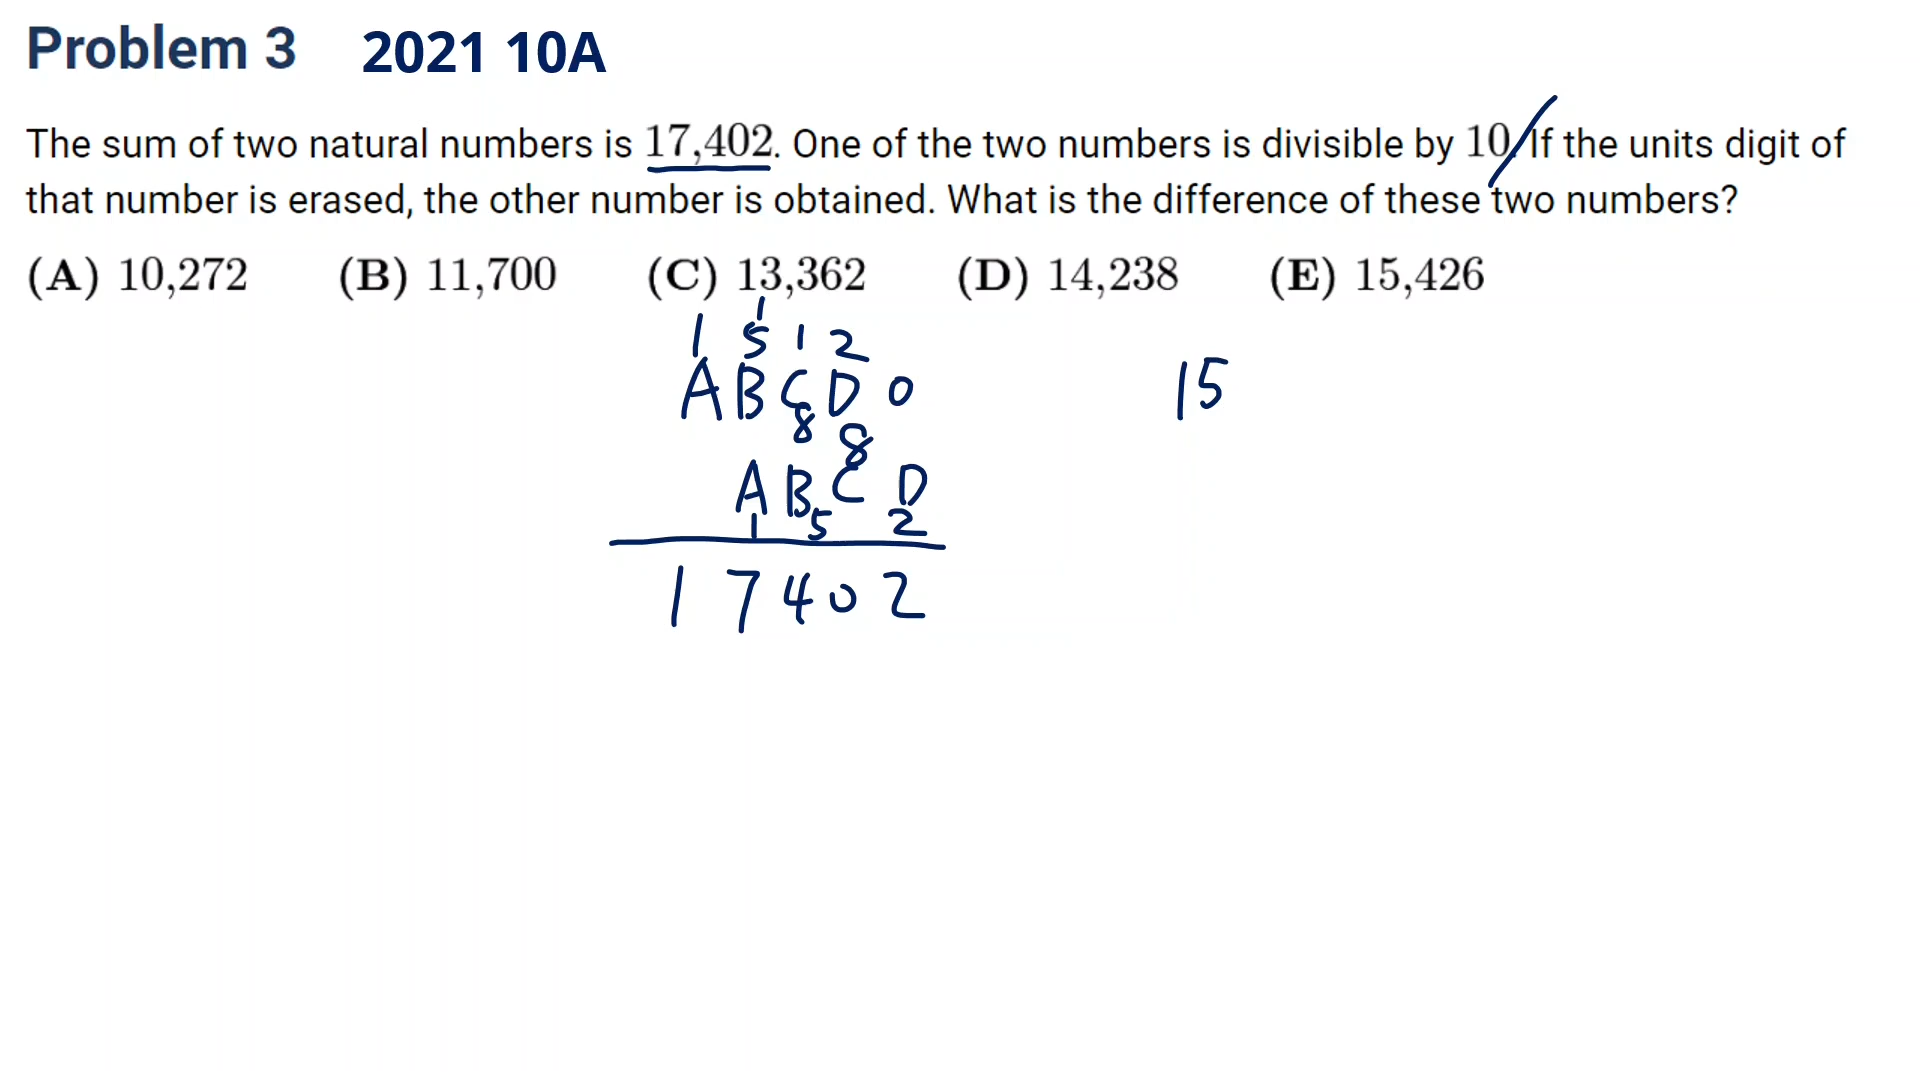 Problem 3 2021 10A
The sum of two natural numbers is 17,402. One of the two numbers is divisible by 10. If the units digit of
that number is erased, the other number is obtained. What is the difference of these two numbers?
(A) 10,272 (B) 11,700 (C) 13,362 (D) 14,238 (E) 15,426
1
1 5 1 2
A B C D 0 15
8 8
A B C D
1 5 2
1 7 4 0 2